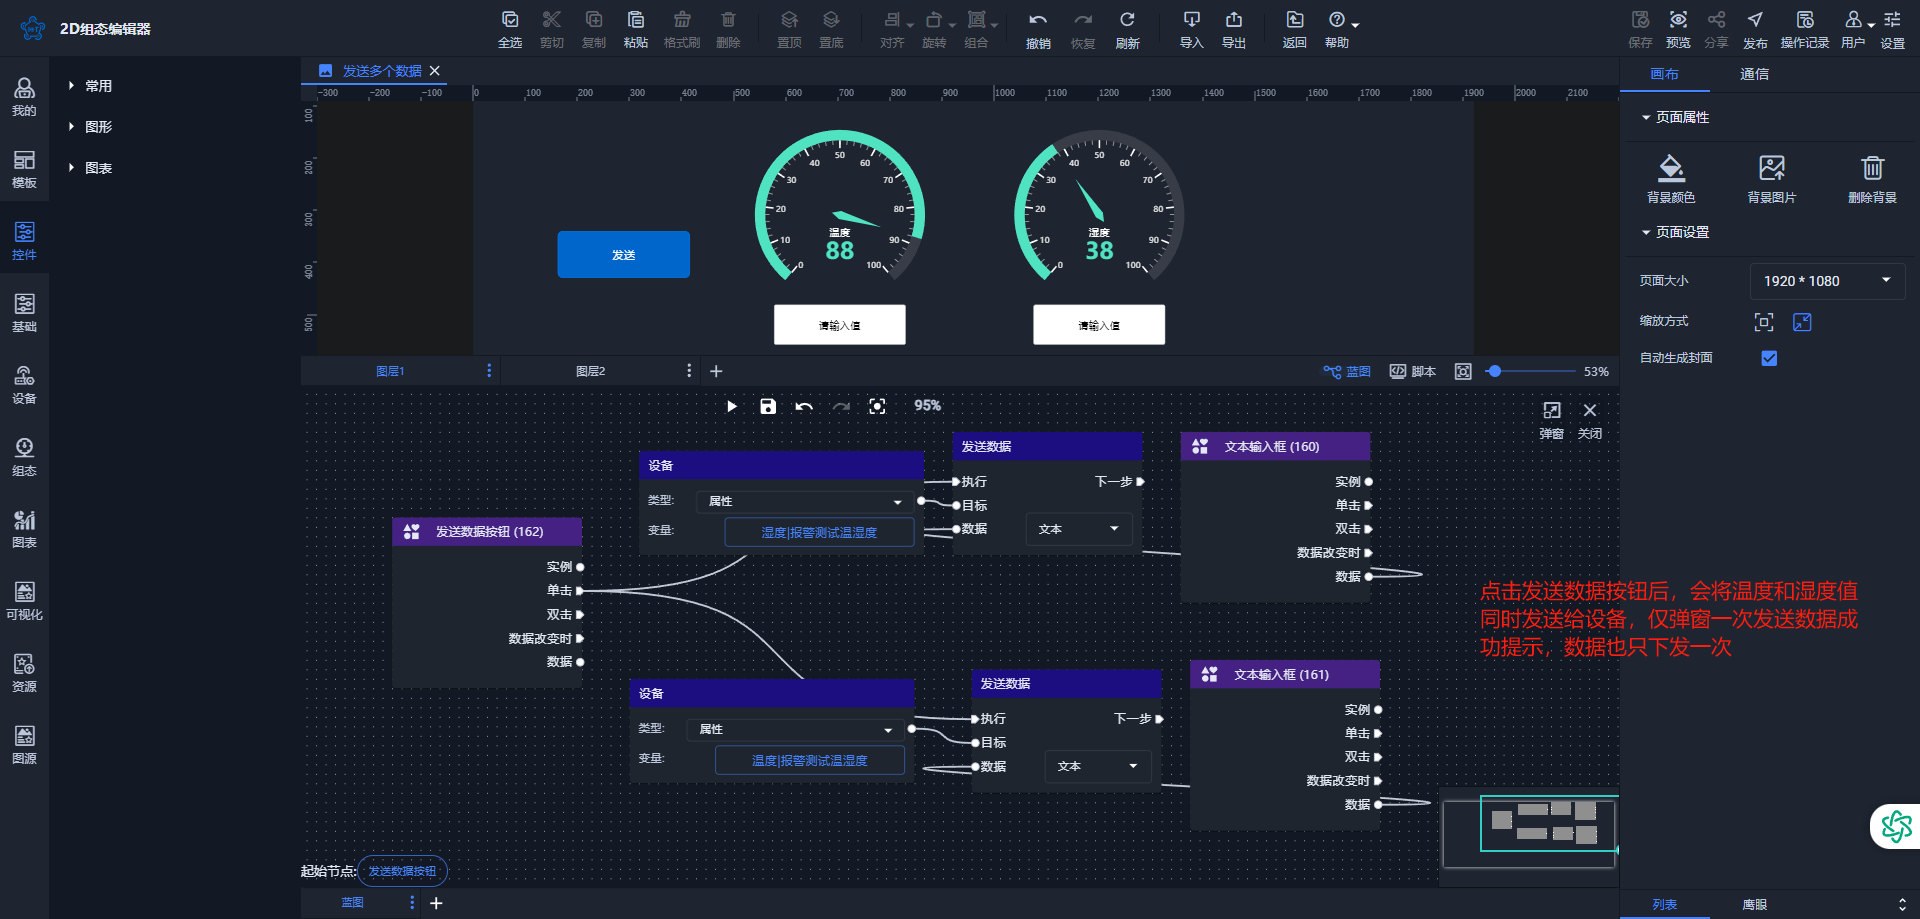 2D组态编辑器
全选 剪切 复制 粘贴 格式刷 删除 置顶 置底 对齐 旋转 组合 撤销 恢复 刷新 导入 导出 返回 帮助
保存 预览 分享 发布 操作记录 用户 设置
我的
模板
控件
基础
设备
组态
图表
可视化
资源
图源
常用
图形
图表
发送多个数据
-300 -200 -100 0 100 200 300 400 500 600 700 800 900 1000 1100 1200 1300 1400 1500 1600 1700 1800 1900 2000 2100
100
200
300
400
500
发送
0 10 20 30 40 50 60 70 80 90 100
温度
88
请输入值
0 10 20 30 40 50 60 70 80 90 100
湿度
38
请输入值
图层1 图层2 蓝图 脚本 53%
95%
弹窗 关闭
发送数据按钮 (162)
实例
单击
双击
数据改变时
数据
设备
类型: 属性
变量: 湿度|报警测试温湿度
发送数据
执行 下一步
目标
数据 文本
文本输入框 (160)
实例
单击
双击
数据改变时
数据
设备
类型: 属性
变量: 温度|报警测试温湿度
发送数据
执行 下一步
目标
数据 文本
文本输入框 (161)
实例
单击
双击
数据改变时
数据
点击发送数据按钮后，会将温度和湿度值
同时发送给设备，仅弹窗一次发送数据成
功提示，数据也只下发一次
起始节点: 发送数据按钮
蓝图
画布 通信
页面属性
背景颜色 背景图片 删除背景
页面设置
页面大小 1920 * 1080
缩放方式
自动生成封面
列表 鹰眼